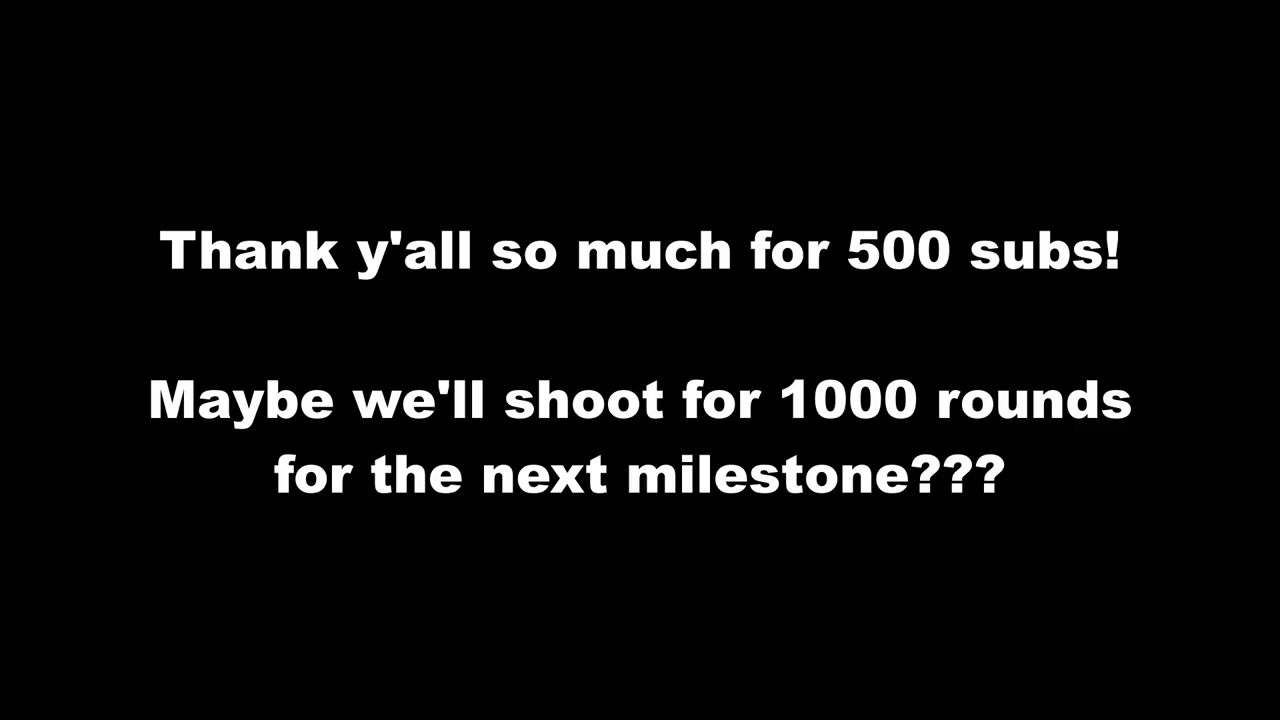 Thank y'all so much for 500 subs!
Maybe we'll shoot for 1000 rounds
for the next milestone???